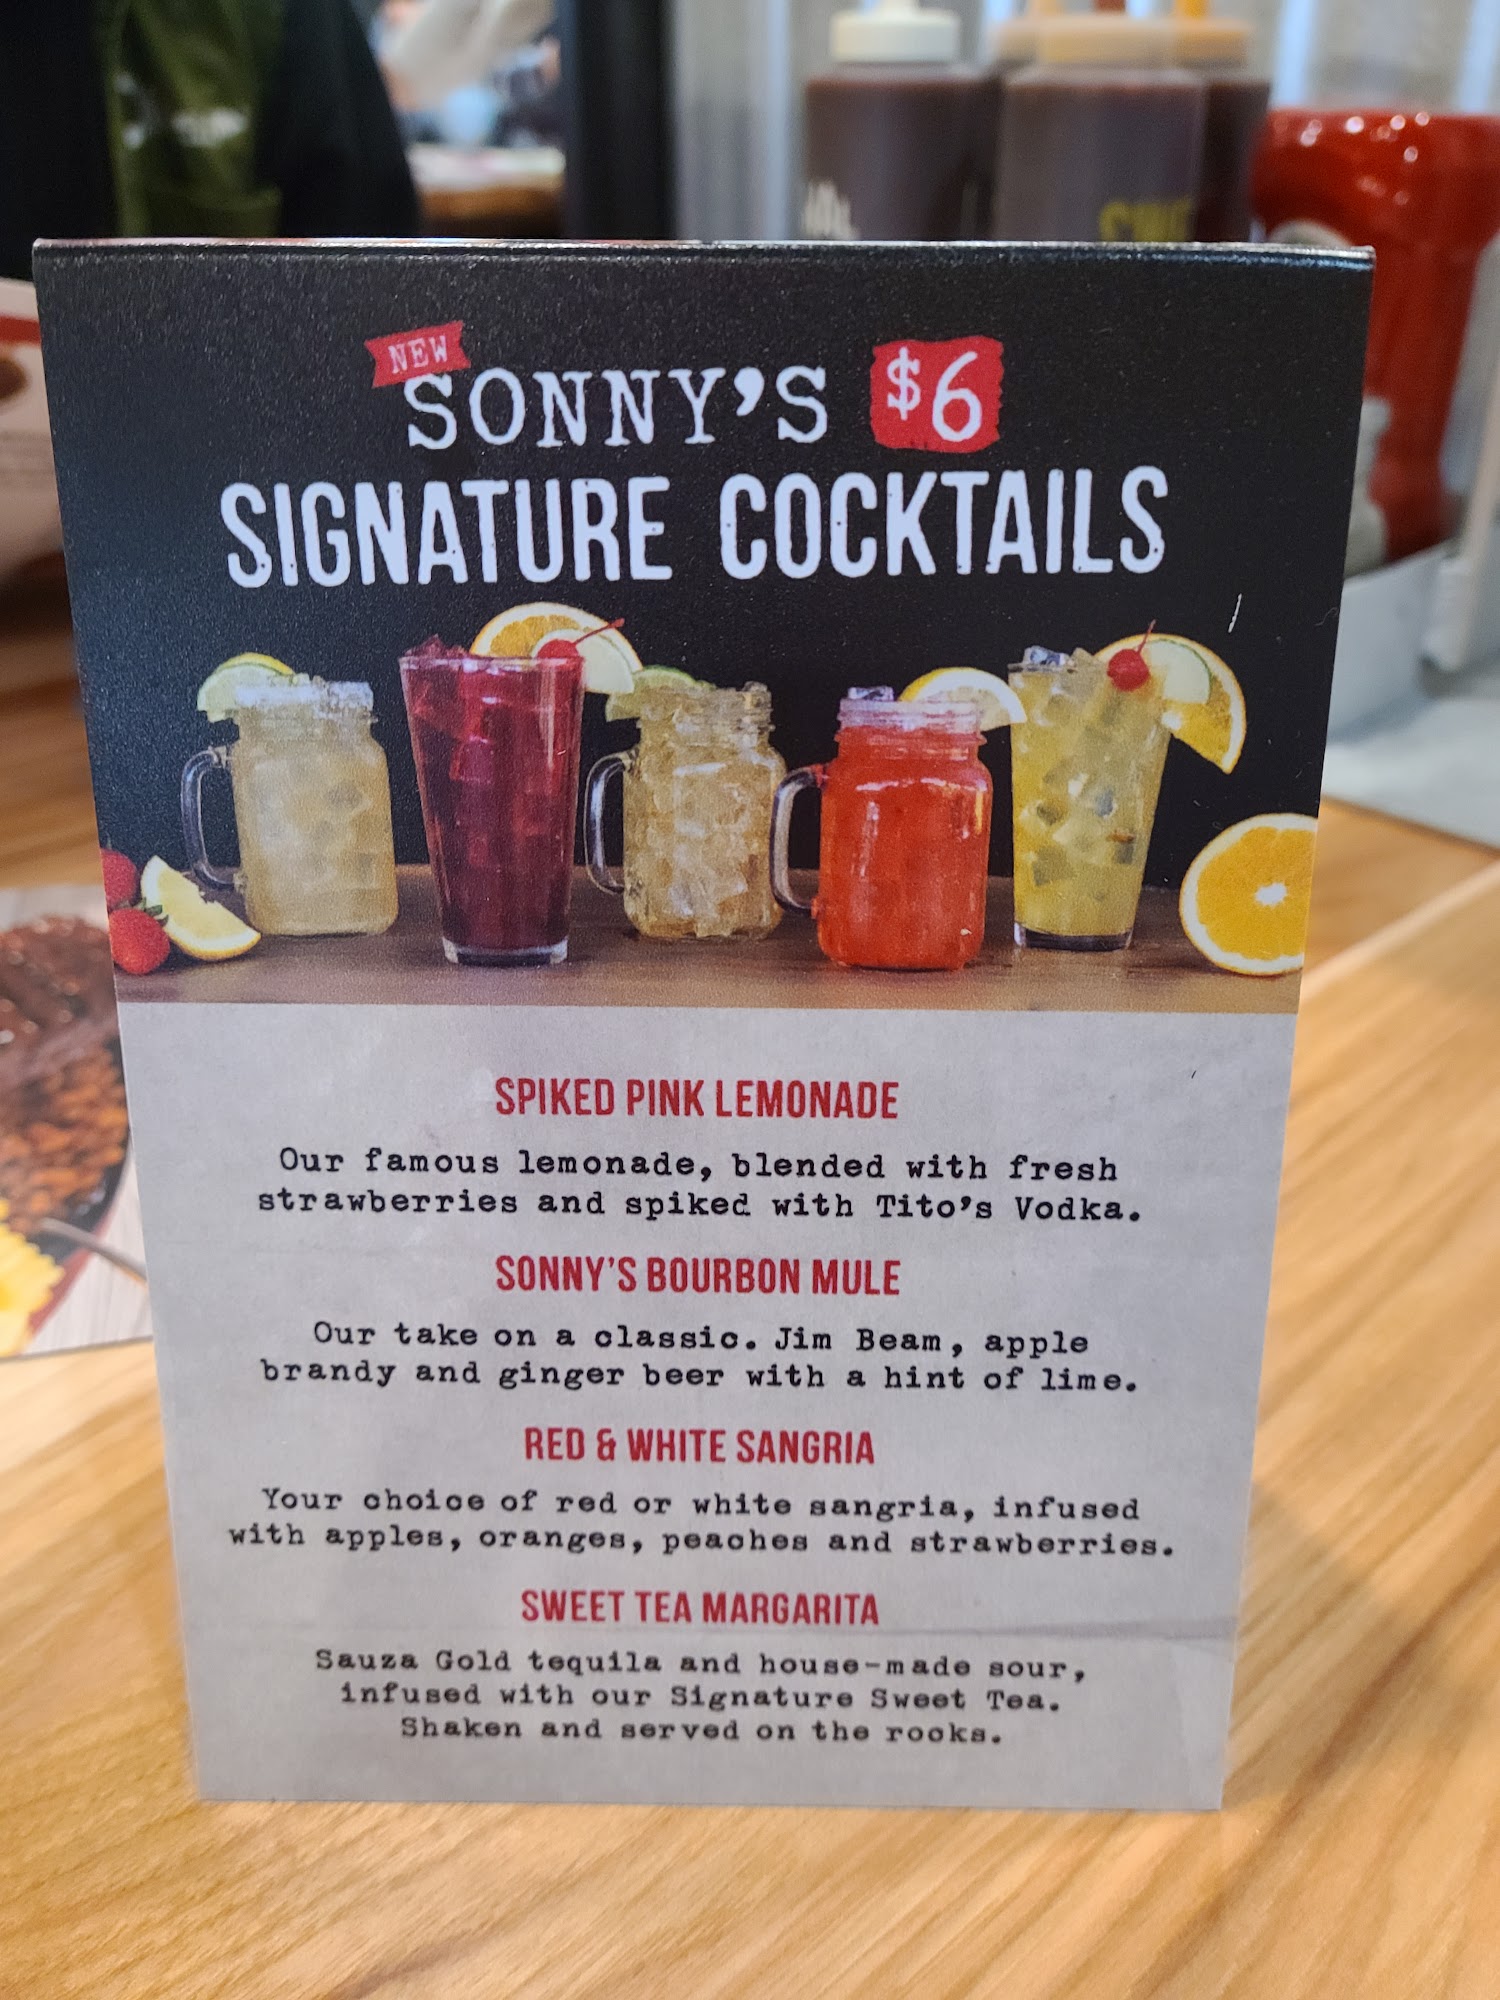 NEW
SONNY'S $6
SIGNATURE COCKTAILS
SPIKED PINK LEMONADE
Our famous lemonade, blended with fresh
strawberries and spiked with Tito's Vodka.
SONNY'S BOURBON MULE
Our take on a classic. Jim Beam, apple
brandy and ginger beer with a hint of lime.
RED & WHITE SANGRIA
Your choice of red or white sangria, infused
with apples, oranges, peaches and strawberries.
SWEET TEA MARGARITA
Sauza Gold tequila and house-made sour,
infused with our Signature Sweet Tea.
Shaken and served on the rocks.